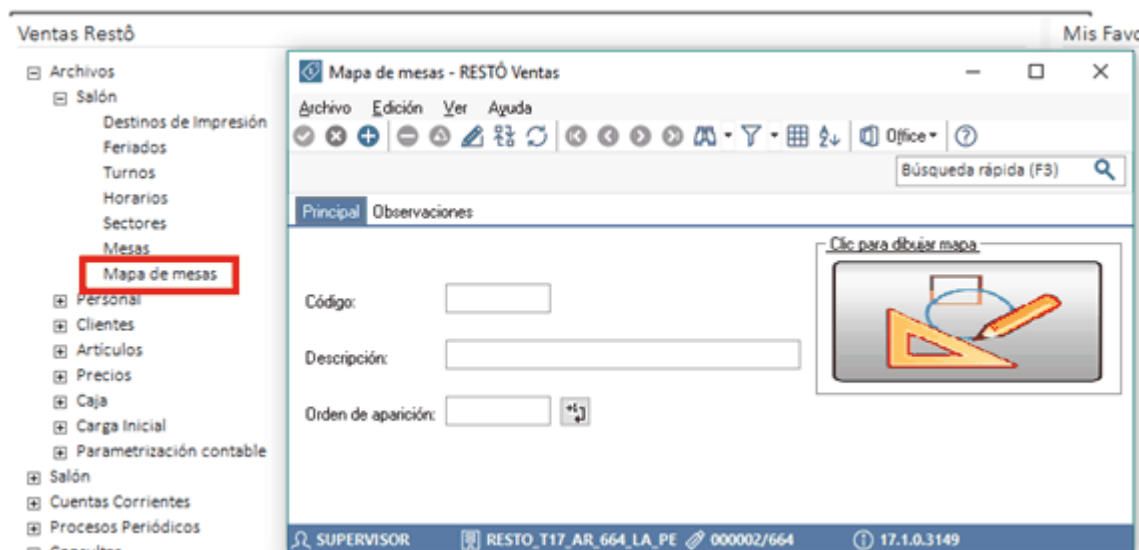 Ventas Restô
Mis Favo
Archivos
Salón
Destinos de Impresión
Feriados
Turnos
Horarios
Sectores
Mesas
Mapa de mesas
Personal
Clientes
Artículos
Precios
Caja
Carga Inicial
Parametrización contable
Salón
Cuentas Corrientes
Procesos Periódicos
Consultas
Mapa de mesas - RESTÔ Ventas
Archivo Edición Ver Ayuda
Office
Búsqueda rápida (F3)
Principal Observaciones
Clic para dibujar mapa
Código:
Descripción:
Orden de aparición:
SUPERVISOR RESTO_T17_AR_664_LA_PE 000002/664 17.1.0.3149